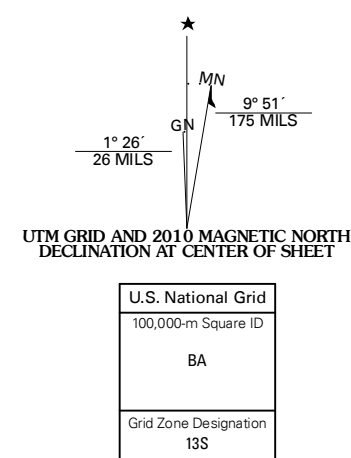 MN
GN
9° 51´
175 MILS
1° 26´
26 MILS
UTM GRID AND 2010 MAGNETIC NORTH
DECLINATION AT CENTER OF SHEET
U.S. National Grid
100,000-m Square ID
BA
Grid Zone Designation
13S